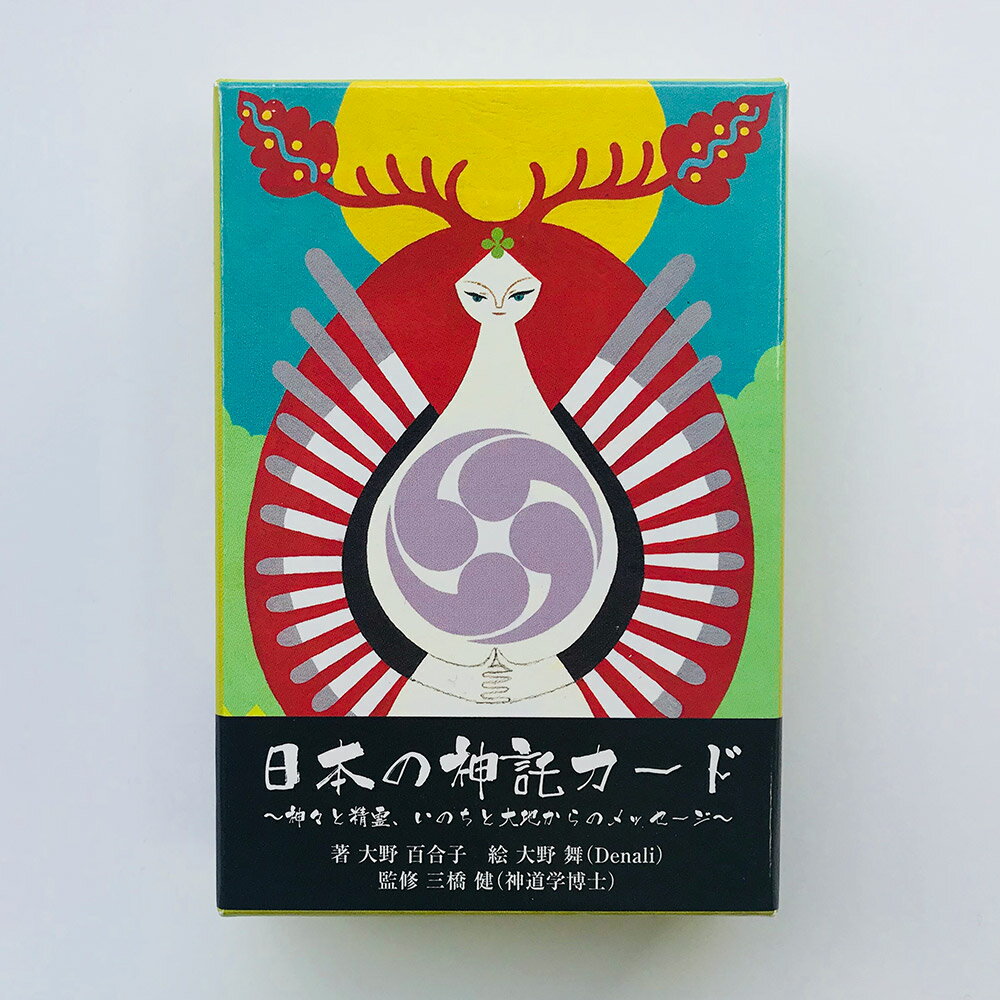 日本の神託カード
〜神々と精霊、いのちと大地からのメッセージ〜
著 大野 百合子　絵 大野 舞(Denali)
監修 三橋 健(神道学博士)